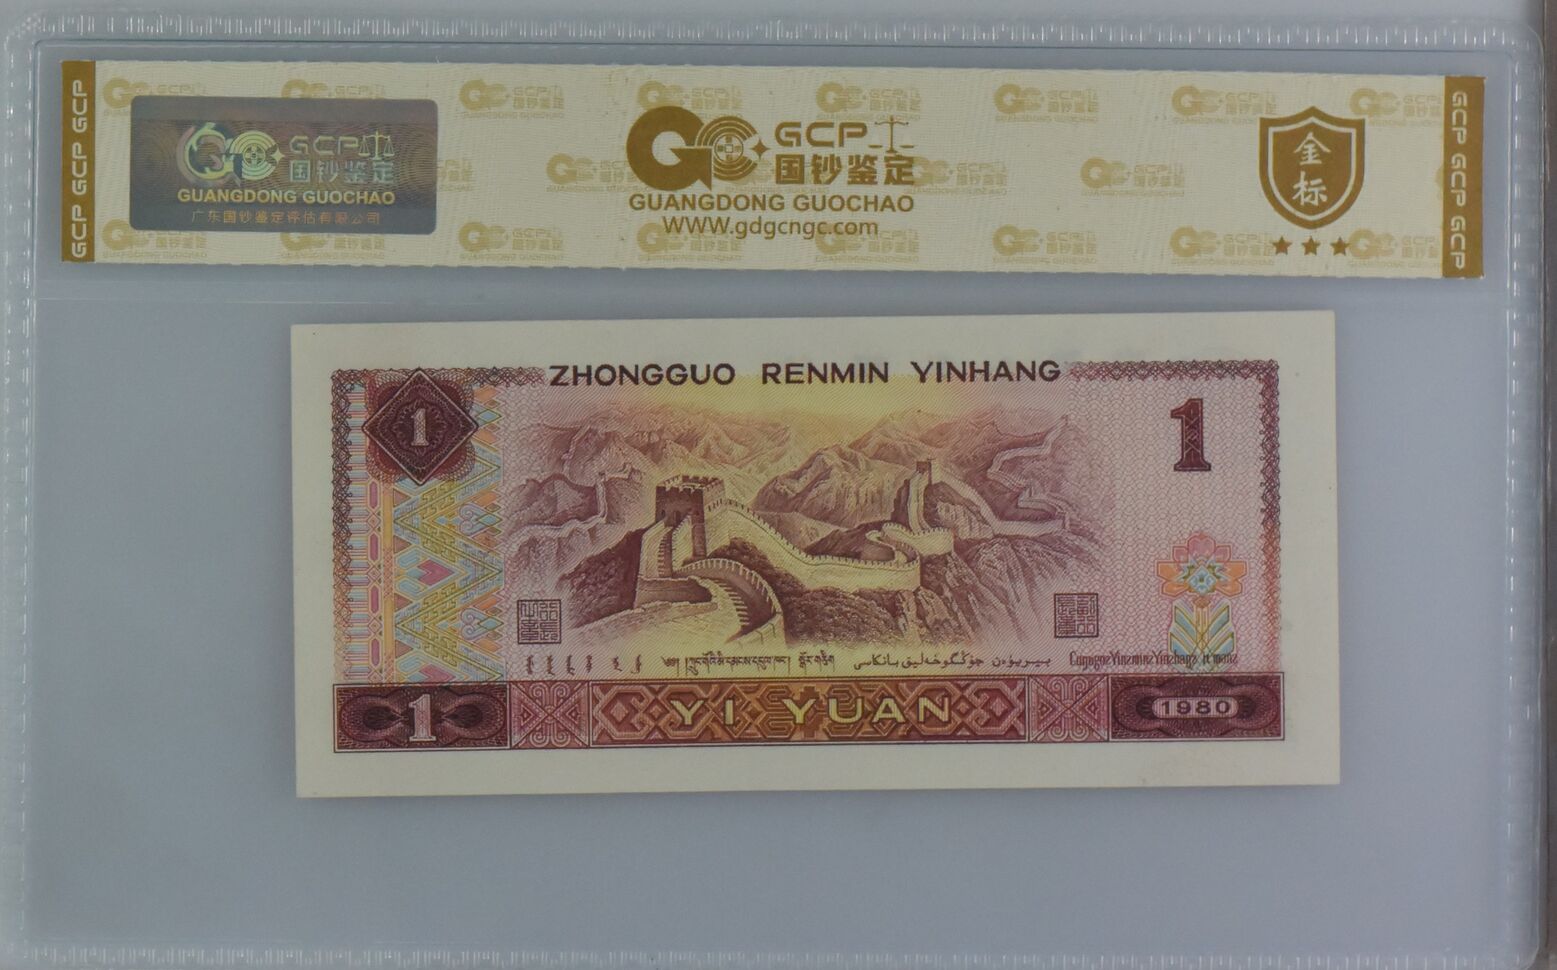 GCP GCP GCP
GCP
国钞鉴定
GUANGDONG GUOCHAO
广东国钞鉴定评估有限公司
GCP
国钞鉴定
GUANGDONG GUOCHAO
WWW.gdgcngc.com
金
标
GCP GCP GCP
ZHONGGUO RENMIN YINHANG
1
1
1
YI YUAN
1980